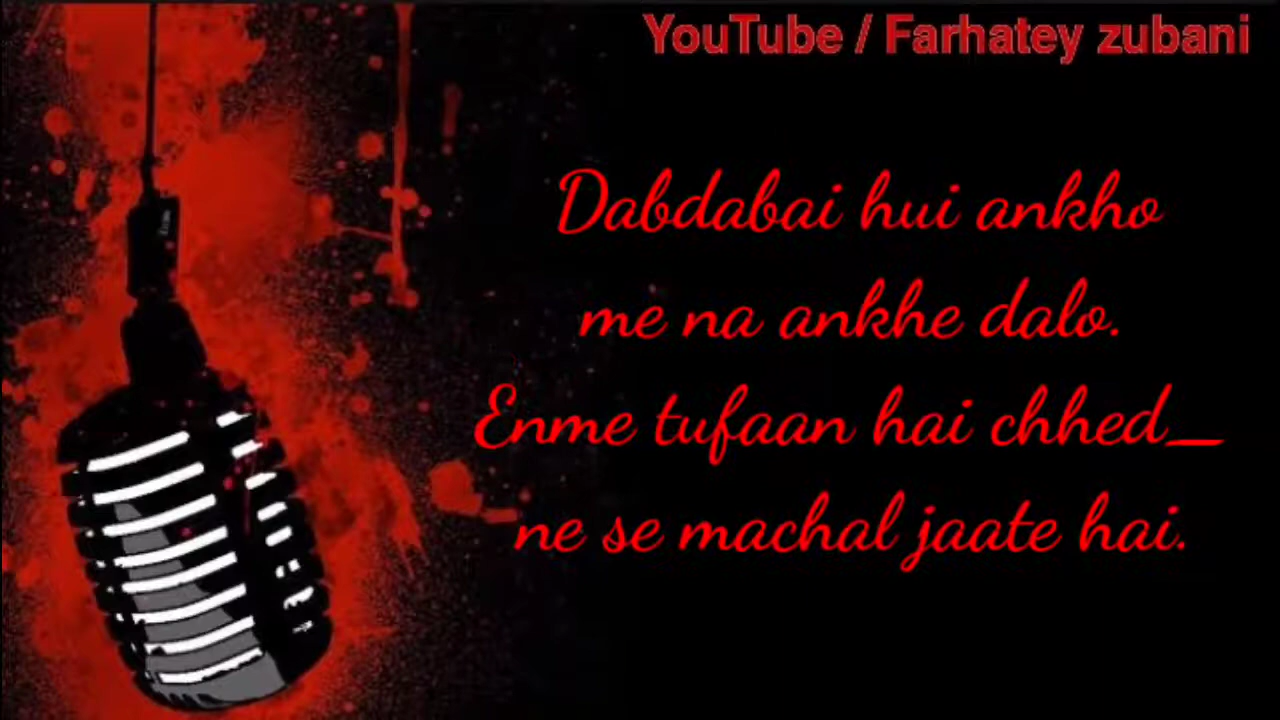 YouTube / Farhatey zubani
Dabdabai hui ankho
me na ankhe dalo.
Enme tufaan hai chhed_
ne se machal jaate hai.